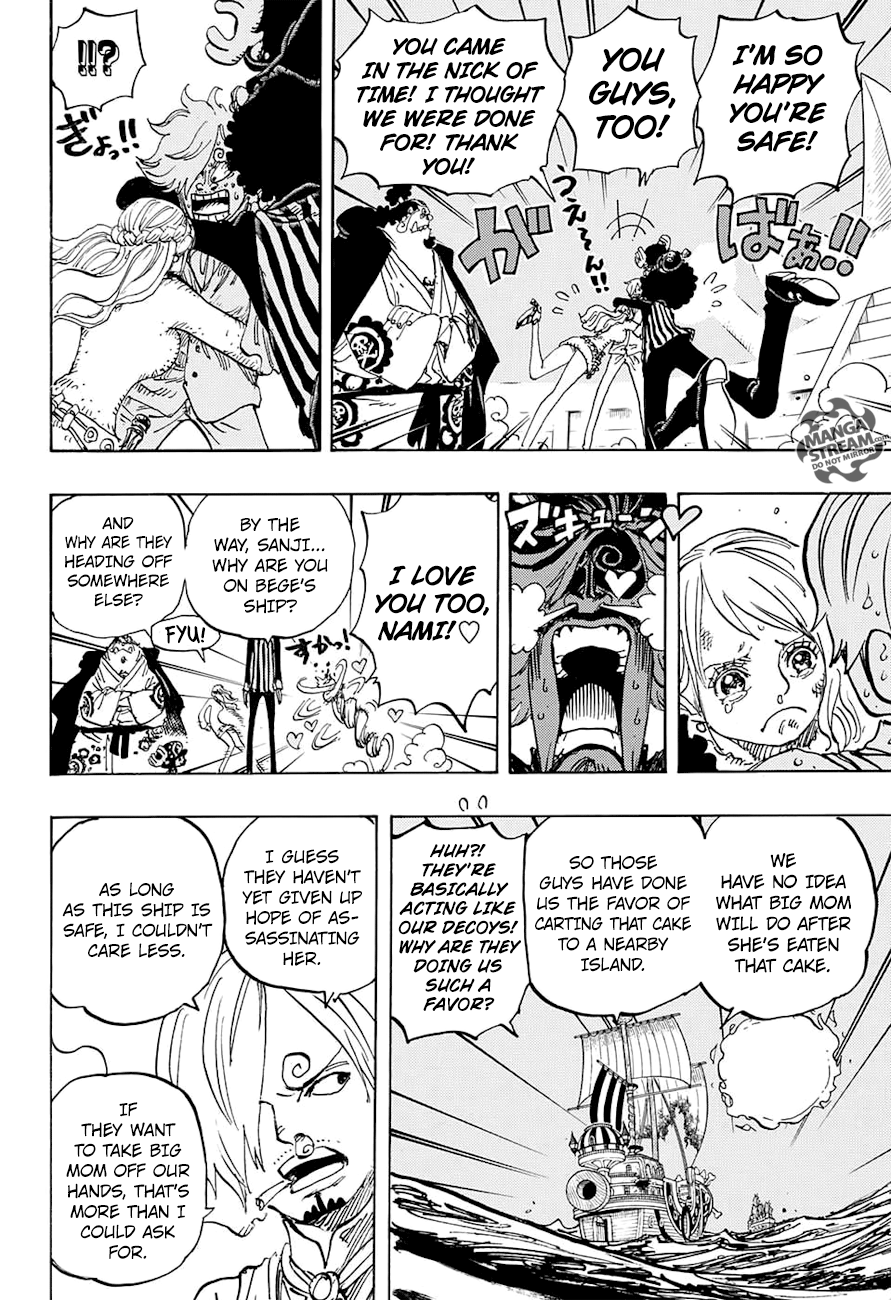 I'M SO
HAPPY
YOU'RE
SAFE!
YOU
GUYS,
TOO!
YOU CAME
IN THE NICK OF
TIME! I THOUGHT
WE WERE DONE
FOR! THANK
YOU!
ばあ!!
つえ〜〜ん!!
が
MANGA
STREAM.com
DO NOT MIRROR
!!?
ぎょっ!!
ズキューン♡
I LOVE
YOU TOO,
NAMI!♡
すかっ!
BY THE
WAY, SANJI...
WHY ARE YOU
ON BEGE'S
SHIP?
AND
WHY ARE THEY
HEADING OFF
SOMEWHERE
ELSE?
FYU!
WE
HAVE NO IDEA
WHAT BIG MOM
WILL DO AFTER
SHE'S EATEN
THAT CAKE.
SO THOSE
GUYS HAVE DONE
US THE FAVOR OF
CARTING THAT CAKE
TO A NEARBY
ISLAND.
HUH?!
THEY'RE
BASICALLY
ACTING LIKE
OUR DECOYS!
WHY ARE THEY
DOING US
SUCH A
FAVOR?
I GUESS
THEY HAVEN'T
YET GIVEN UP
HOPE OF AS-
SASSINATING
HER.
AS LONG
AS THIS SHIP IS
SAFE, I COULDN'T
CARE LESS.
IF
THEY WANT
TO TAKE BIG
MOM OFF OUR
HANDS, THAT'S
MORE THAN I
COULD ASK
FOR.